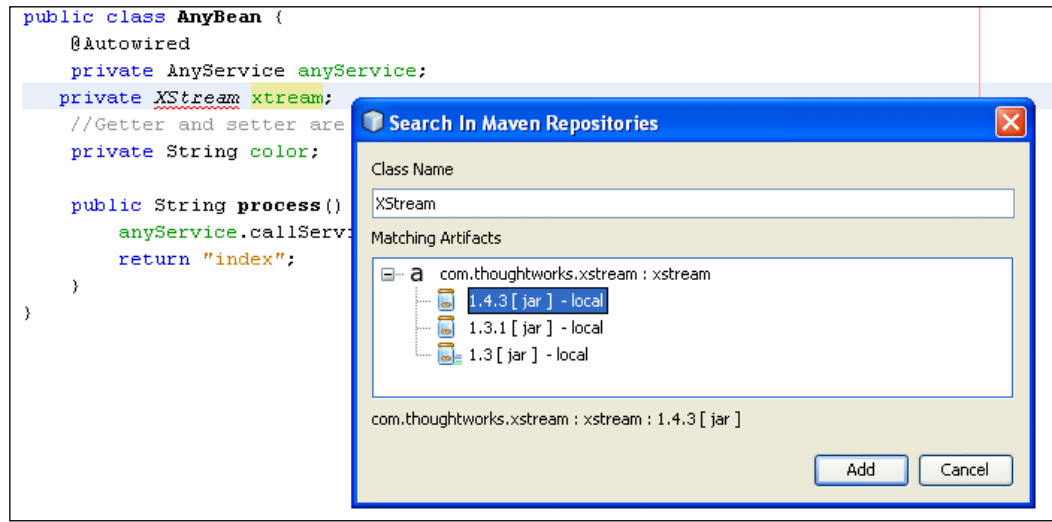 public class AnyBean {
@Autowired
private AnyService anyService;
private XStream xtream;
//Getter and setter are
private String color;
public String process()
anyService.callServi
return "index";
}
}
Search In Maven Repositories
Class Name
XStream
Matching Artifacts
a com.thoughtworks.xstream : xstream
1.4.3 [ jar ] - local
1.3.1 [ jar ] - local
1.3 [ jar ] - local
com.thoughtworks.xstream : xstream : 1.4.3 [ jar ]
Add Cancel